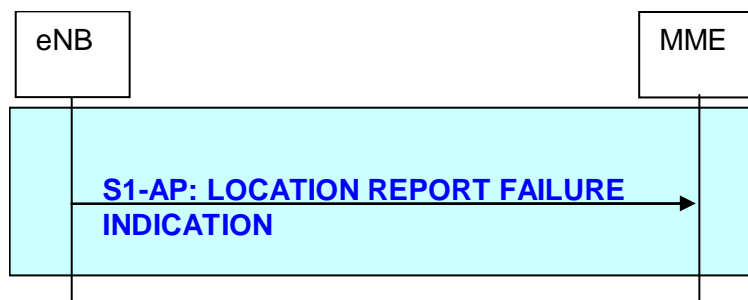 eNB
MME
S1-AP: LOCATION REPORT FAILURE
INDICATION